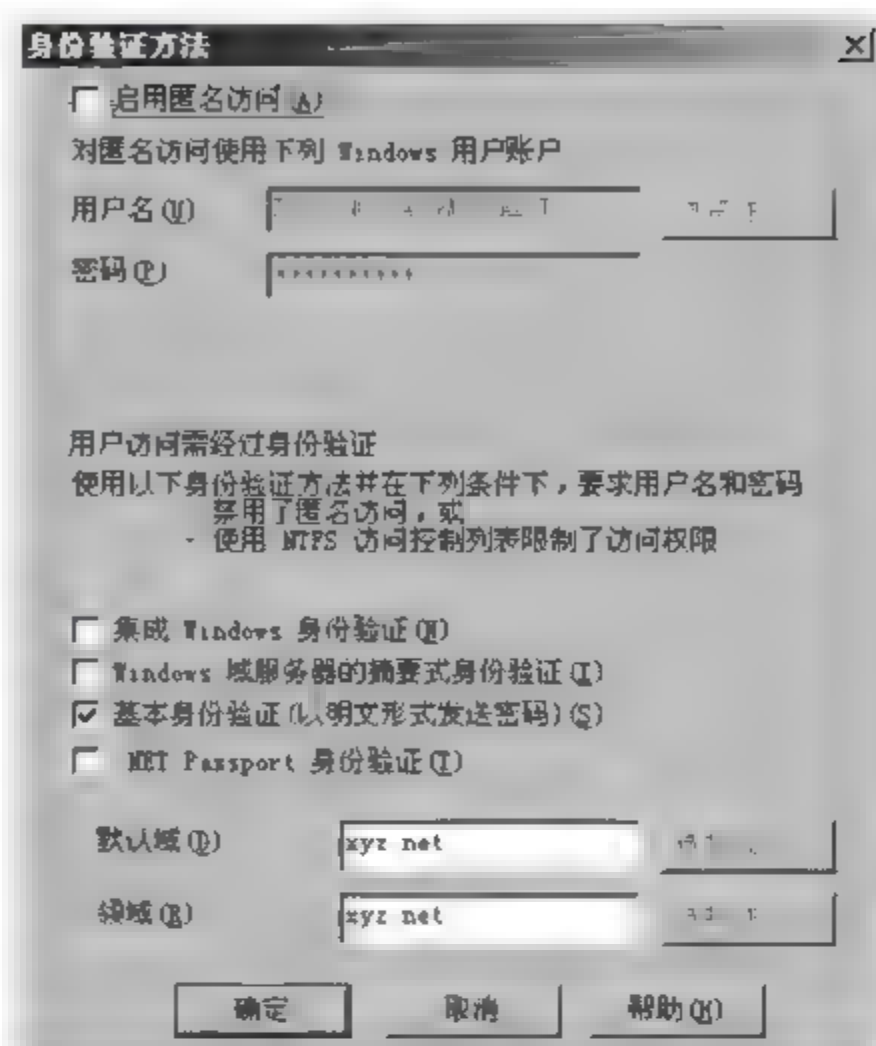 身份验证方法
启用匿名访问(A)
对匿名访问使用下列 Windows 用户账户
用户名(U)
密码(P) **********
用户访问需经过身份验证
使用以下身份验证方法并在下列条件下，要求用户名和密码
禁用了匿名访问，或
- 使用 NTFS 访问控制列表限制了访问权限
集成 Windows 身份验证(N)
Windows 域服务器的摘要式身份验证(I)
基本身份验证(以明文形式发送密码)(S)
NET Passport 身份验证(T)
默认域(D) xyz net
领域(R) xyz net
确定 取消 帮助(H)